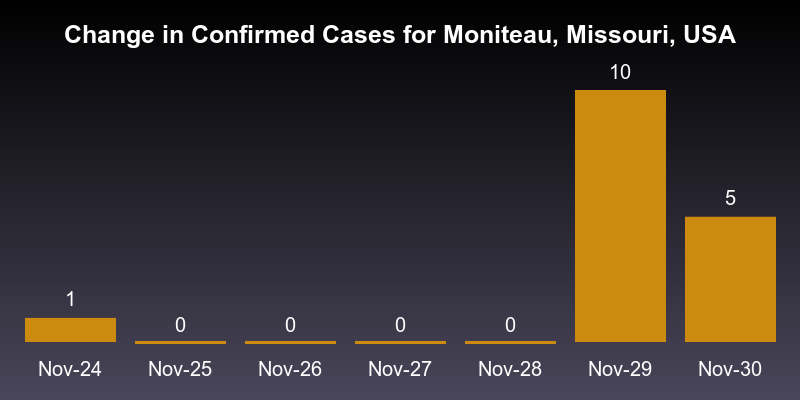 Change in Confirmed Cases for Moniteau, Missouri, USA
10
5
1
0 0 0 0
Nov-24 Nov-25 Nov-26 Nov-27 Nov-28 Nov-29 Nov-30